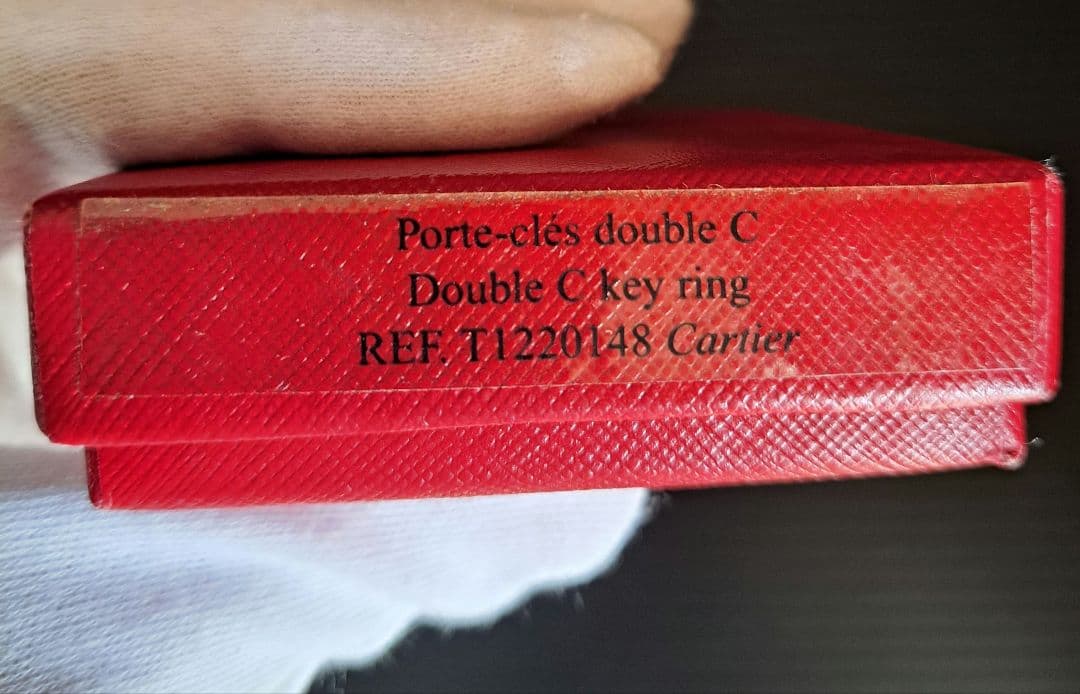 Porte-clés double C
Double C key ring
REF. T1220148 Cartier